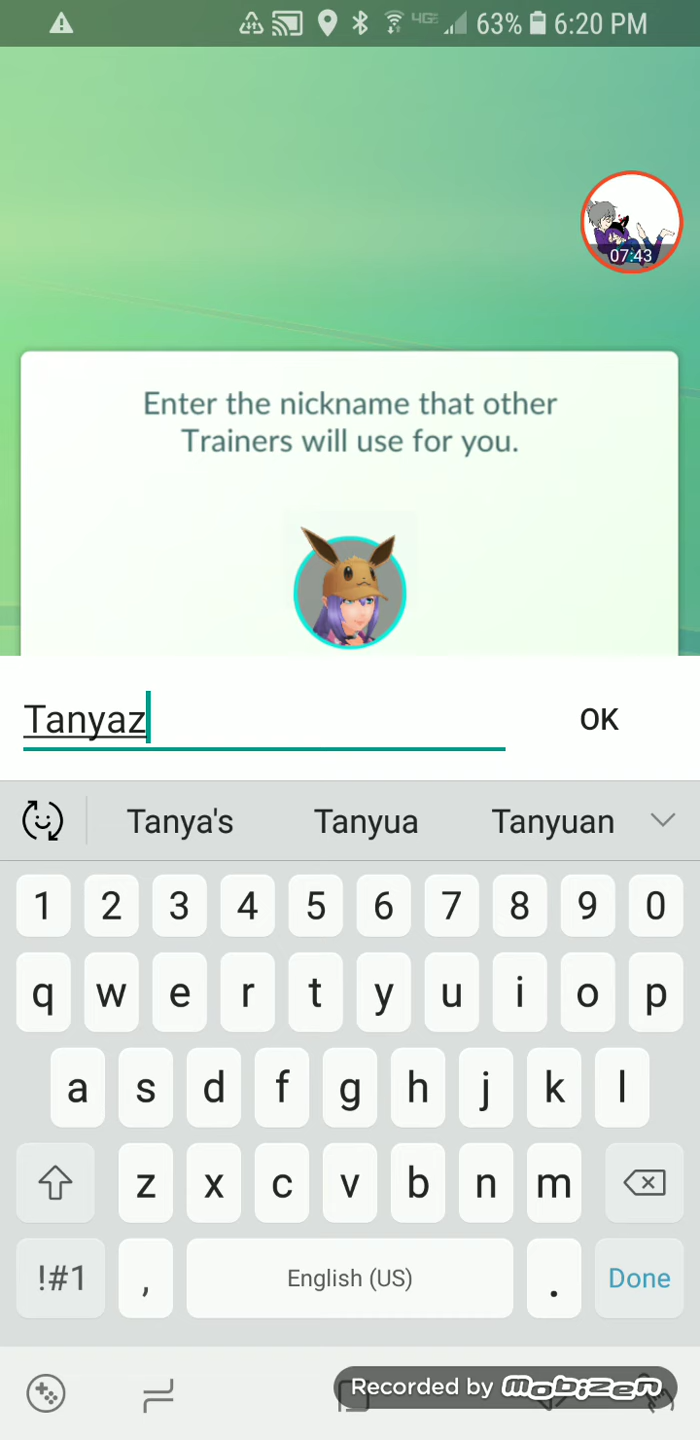 4GE 63% 6:20 PM
07:43
Enter the nickname that other
Trainers will use for you.
Tanyaz OK
Tanya's Tanyua Tanyuan
1 2 3 4 5 6 7 8 9 0
q w e r t y u i o p
a s d f g h j k l
z x c v b n m
!#1 , English (US) . Done
Recorded by mobizen